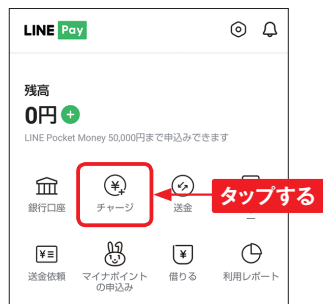 LINE Pay
残高
0円
LINE Pocket Money 50,000円まで申込みできます
銀行口座 チャージ 送金
タップする
送金依頼 マイナポイントの申込み 借りる 利用レポート